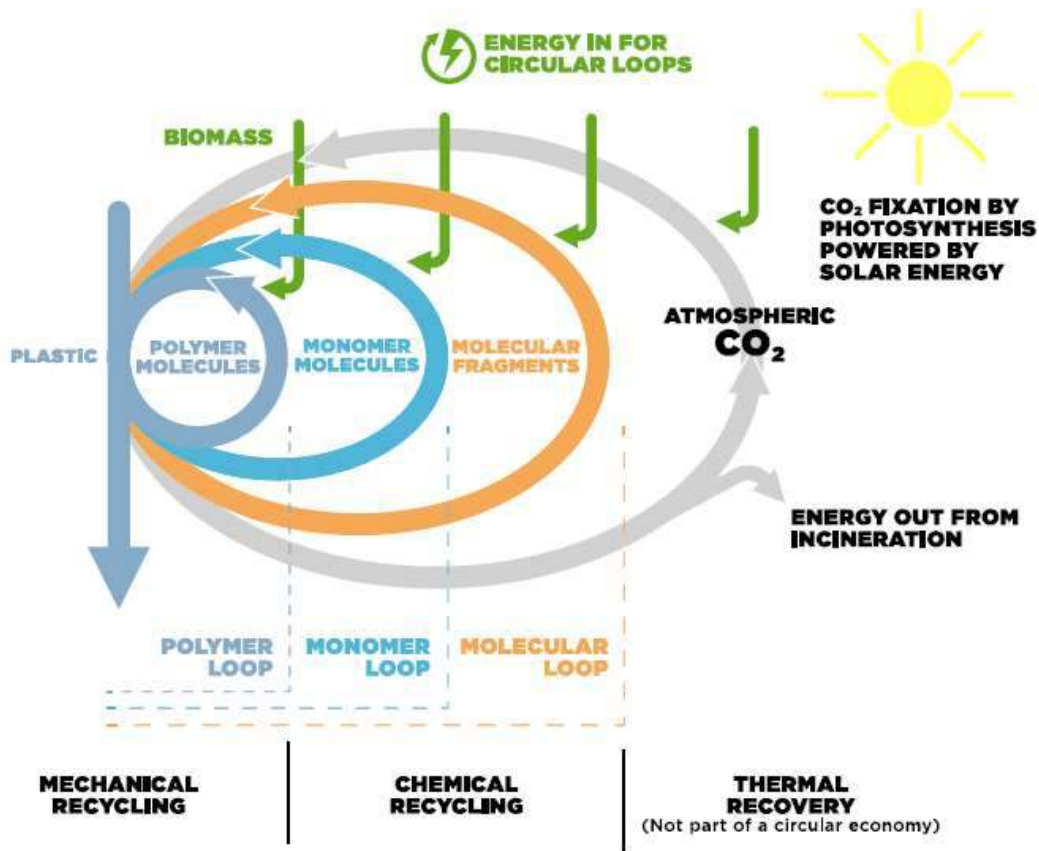 ENERGY IN FOR
CIRCULAR LOOPS
BIOMASS
CO₂ FIXATION BY
PHOTOSYNTHESIS
POWERED BY
SOLAR ENERGY
PLASTIC
POLYMER
MOLECULES
MONOMER
MOLECULES
MOLECULAR
FRAGMENTS
ATMOSPHERIC
CO₂
ENERGY OUT FROM
INCINERATION
POLYMER
LOOP
MONOMER
LOOP
MOLECULAR
LOOP
MECHANICAL
RECYCLING
CHEMICAL
RECYCLING
THERMAL
RECOVERY
(Not part of a circular economy)